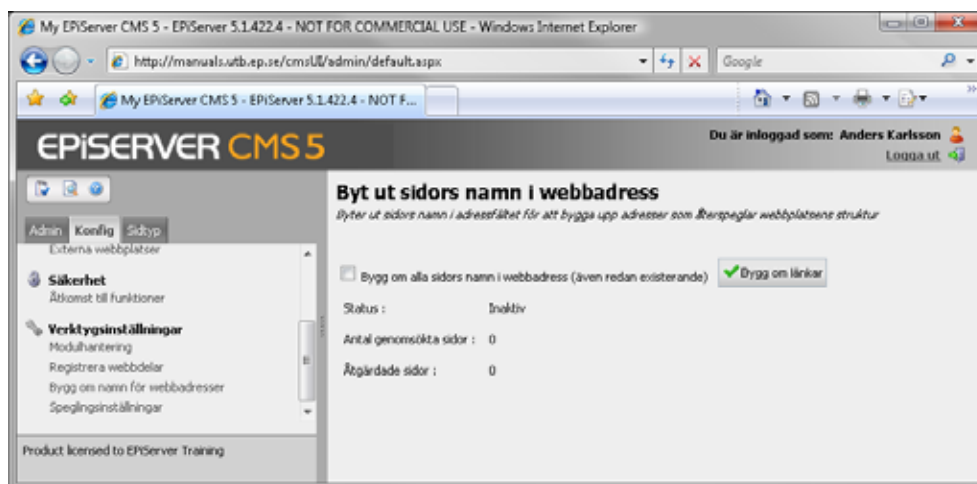 My EPiServer CMS 5 - EPiServer 5.1.422.4 - NOT FOR COMMERCIAL USE - Windows Internet Explorer
http://manuals.utb.ep.se/cmsUI/admin/default.aspx
Google
My EPiServer CMS 5 - EPiServer 5.1.422.4 - NOT F...
EPiSERVER CMS 5
Du är inloggad som: Anders Karlsson
Logga ut
Admin Konfig Sidtyp
Externa webbplatser
Säkerhet
Åtkomst till funktioner
Verktygsinställningar
Modulhantering
Registrera webbdelar
Bygg om namn för webbadresser
Speglingsinställningar
Product licensed to EPiServer Training
Byt ut sidors namn i webbadress
Byter ut sidors namn i adressfältet för att bygga upp adresser som återspeglar webbplatsens struktur
Bygg om alla sidors namn i webbadress (även redan existerande) Bygg om länkar
Status : Inaktiv
Antal genomsökta sidor : 0
Åtgärdade sidor : 0